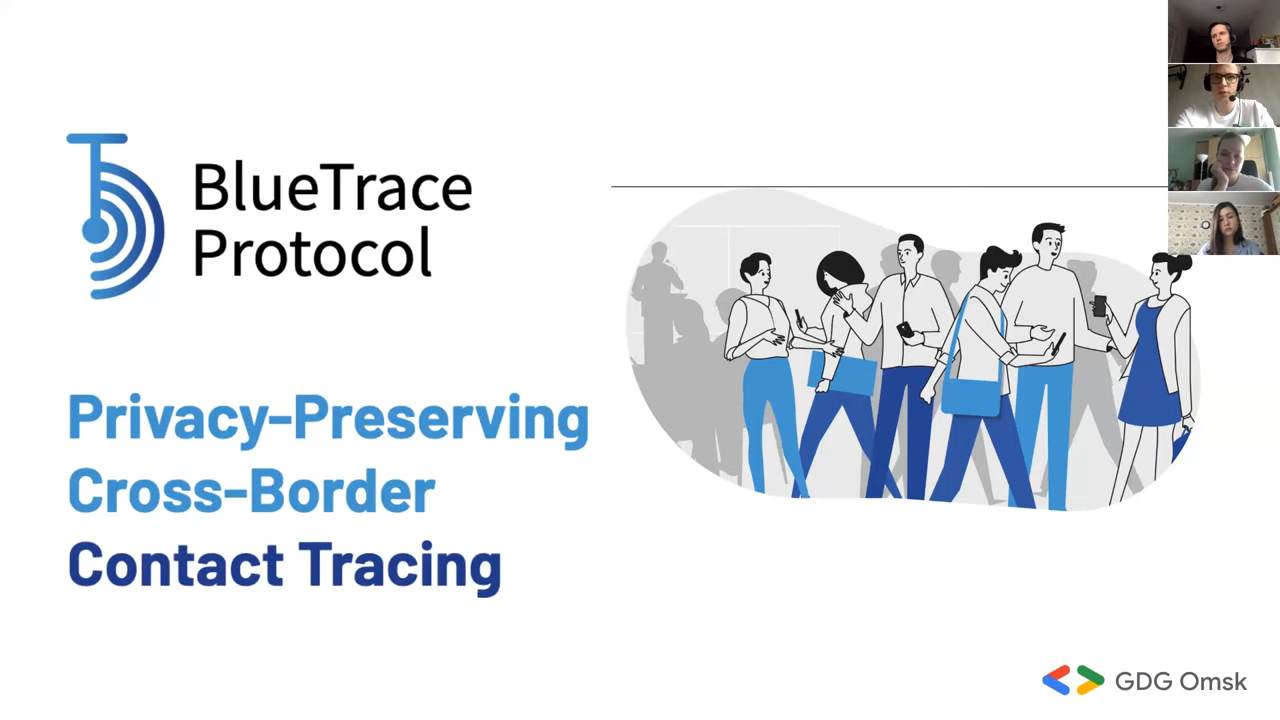 BlueTrace
Protocol
Privacy-Preserving
Cross-Border
Contact Tracing
GDG Omsk